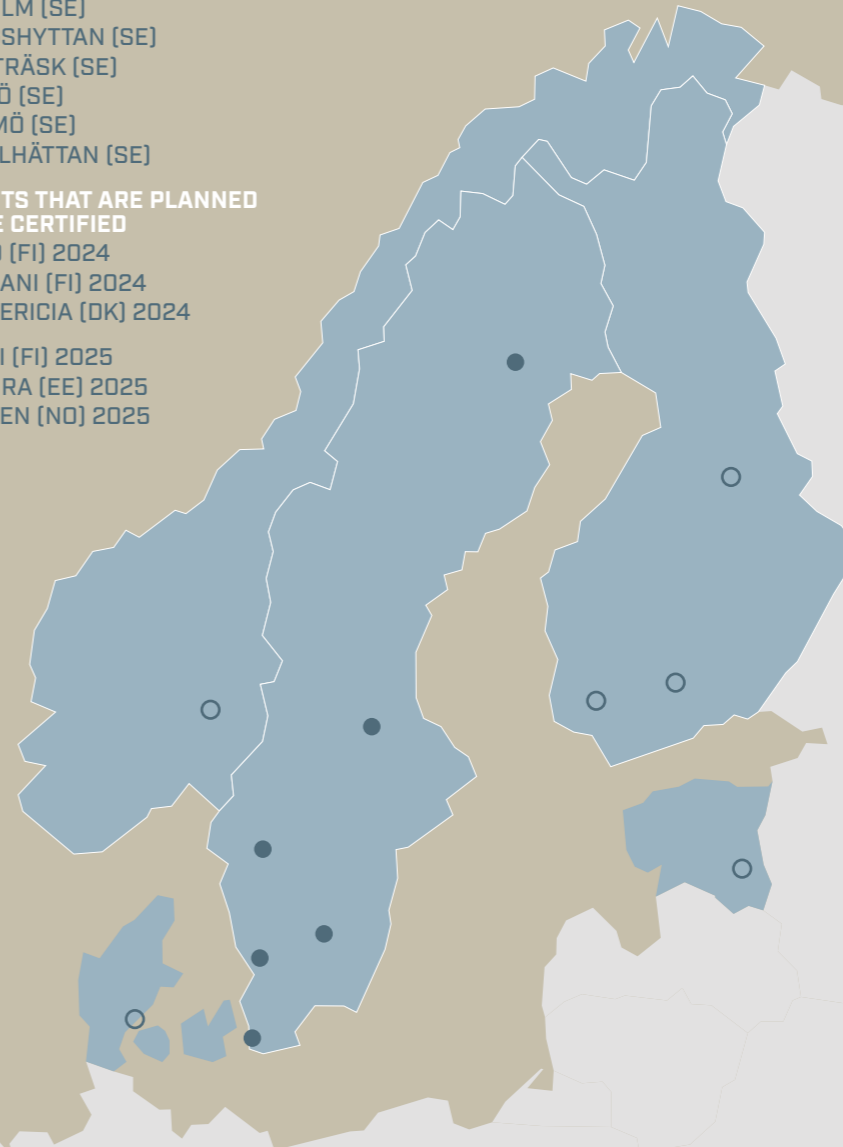 LM (SE)
SHYTTAN (SE)
TRÄSK (SE)
Ö (SE)
MÖ (SE)
LHÄTTAN (SE)
TS THAT ARE PLANNED
E CERTIFIED
(FI) 2024
ANI (FI) 2024
ERICIA (DK) 2024
I (FI) 2025
RA (EE) 2025
EN (NO) 2025